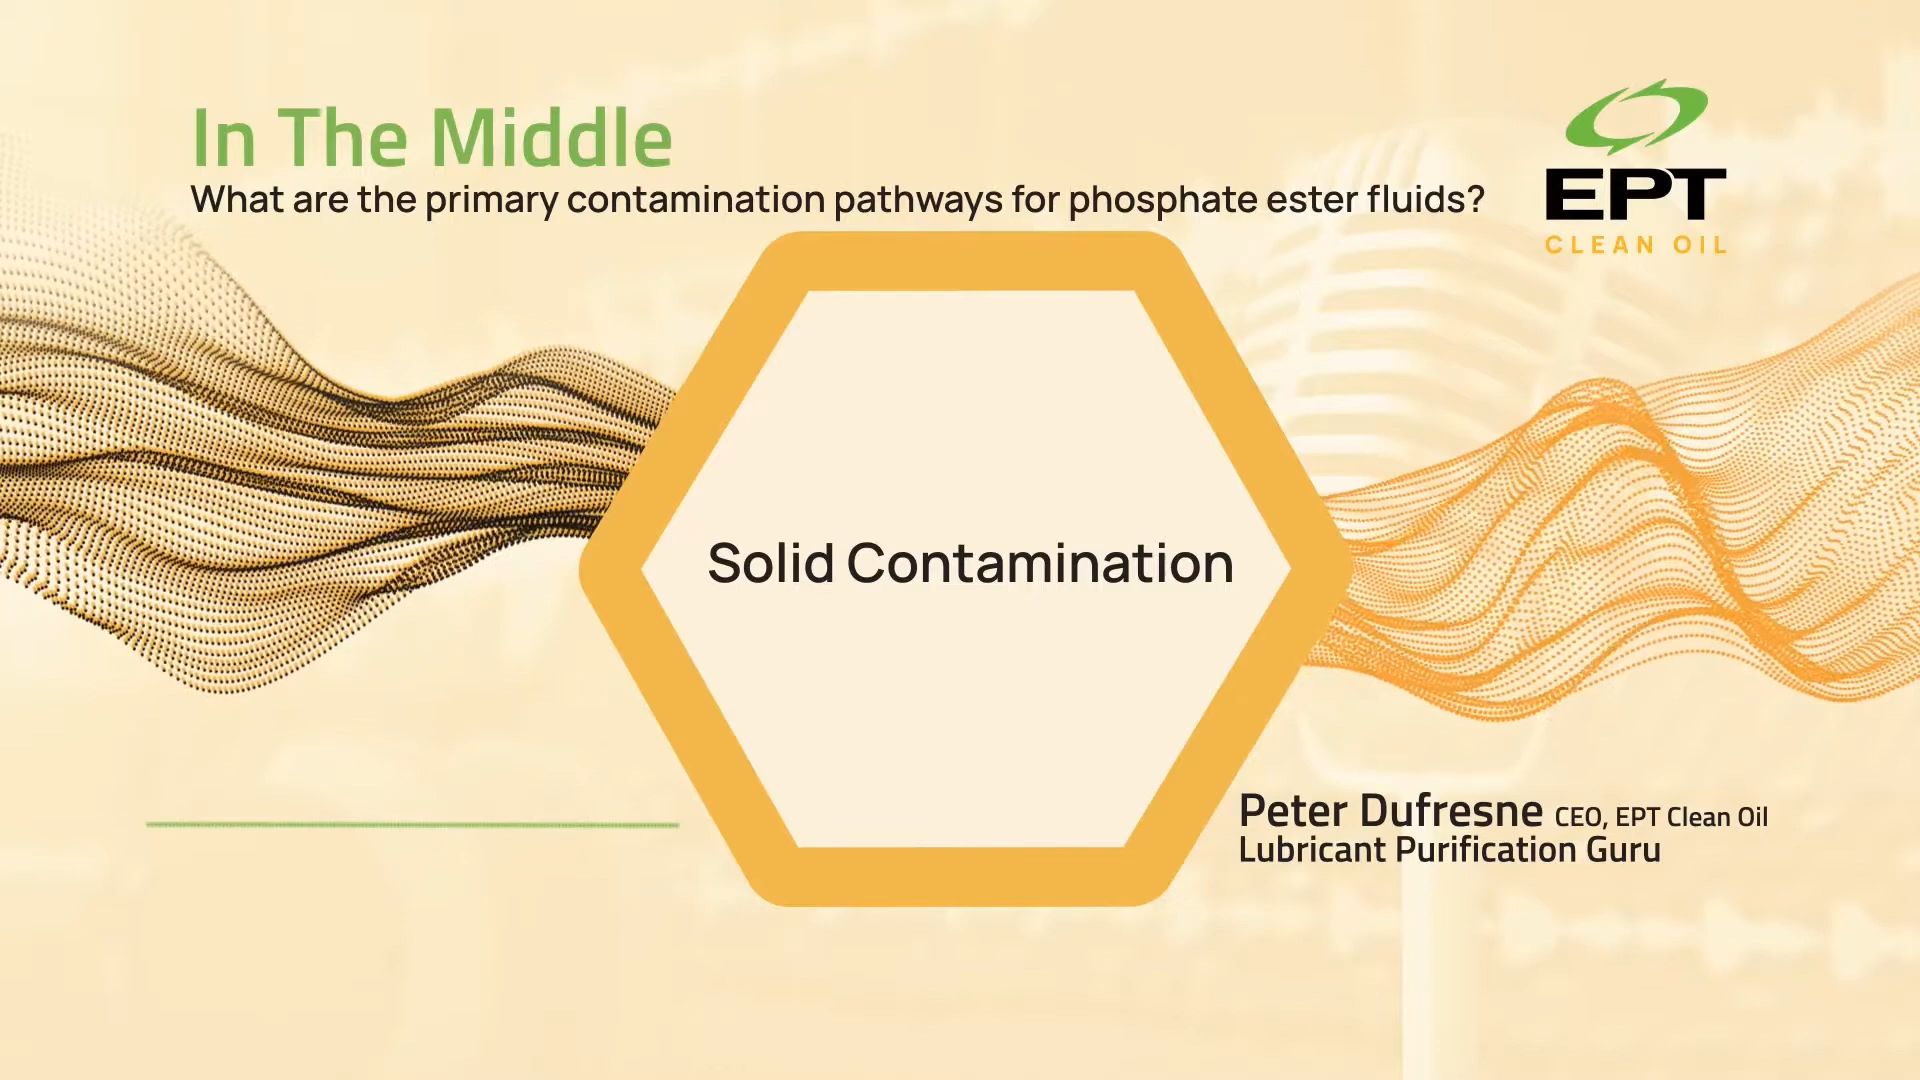 In The Middle
What are the primary contamination pathways for phosphate ester fluids?
EPT
CLEAN OIL
Solid Contamination
Peter Dufresne CEO, EPT Clean Oil
Lubricant Purification Guru